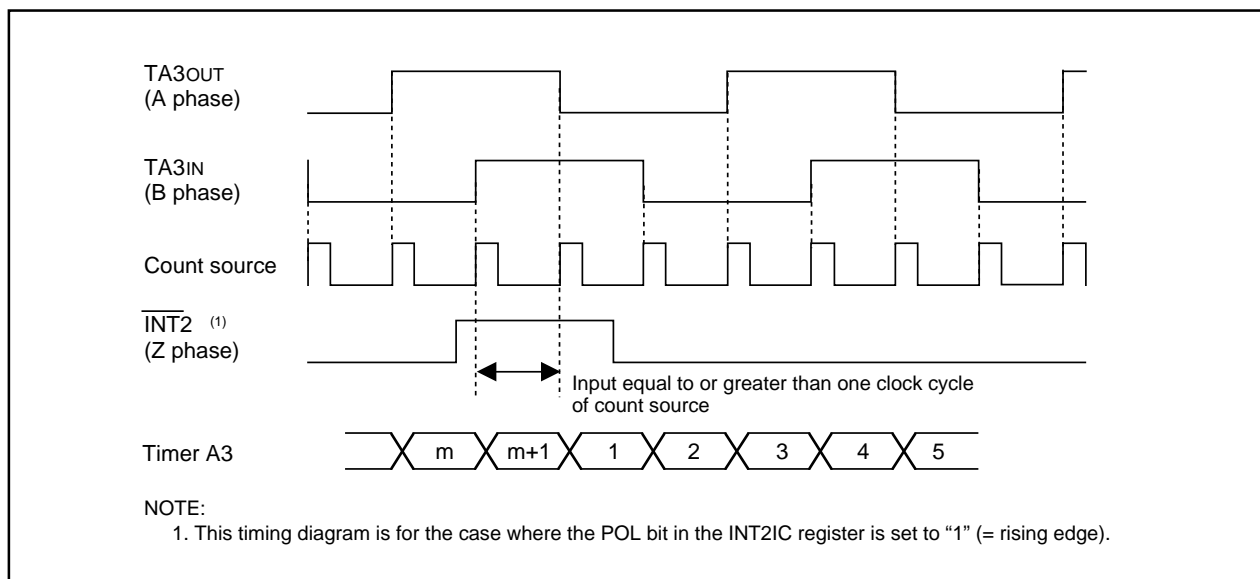 TA3OUT
(A phase)
TA3IN
(B phase)
Count source
INT2 (1)
(Z phase)
Input equal to or greater than one clock cycle
of count source
Timer A3 m m+1 1 2 3 4 5
NOTE:
1. This timing diagram is for the case where the POL bit in the INT2IC register is set to “1” (= rising edge).